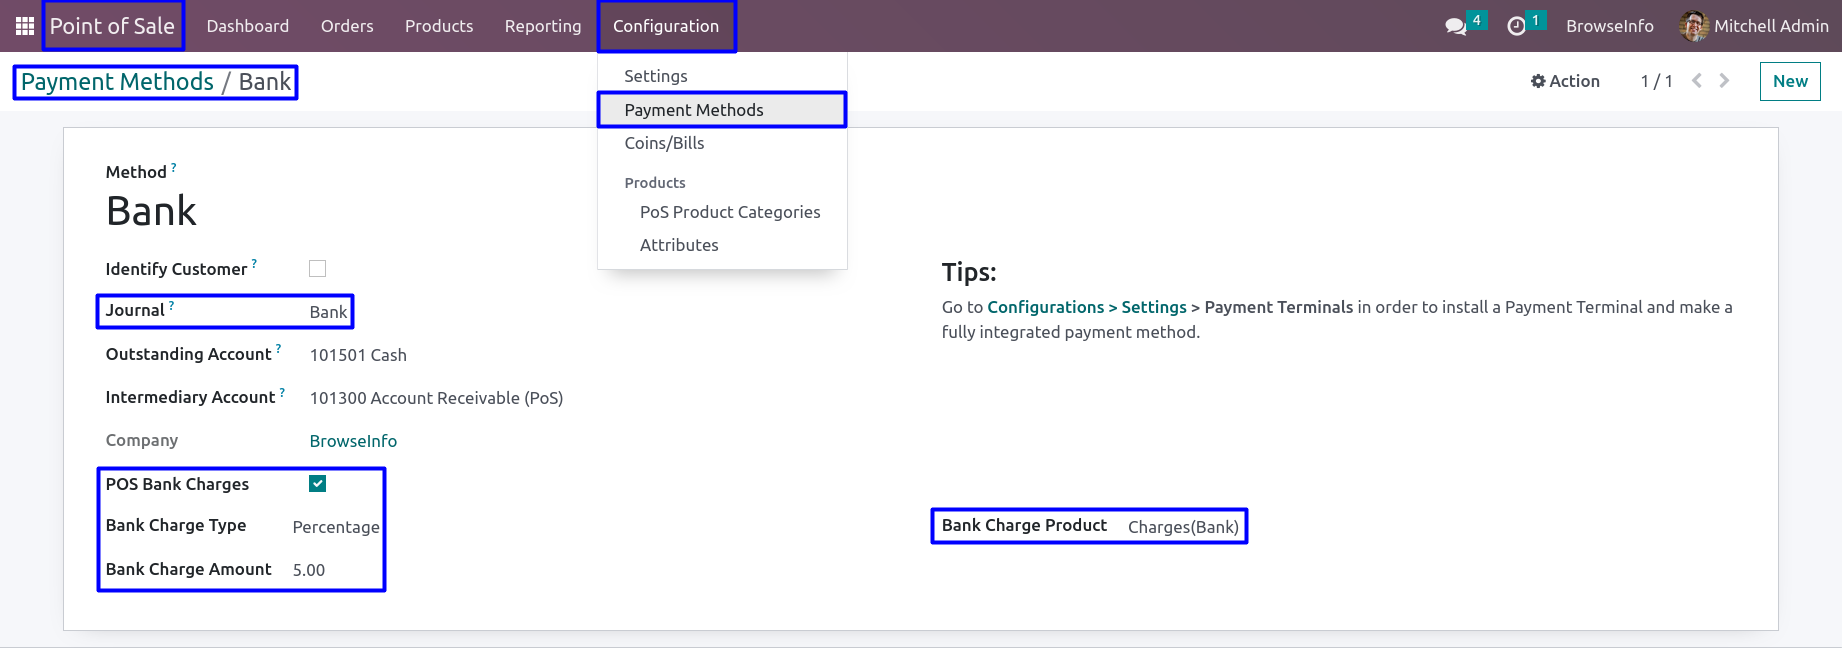 Point of Sale Dashboard Orders Products Reporting Configuration 4 1 BrowseInfo Mitchell Admin
Payment Methods / Bank
Action 1 / 1 New
Settings
Payment Methods
Coins/Bills
Products
PoS Product Categories
Attributes
Method ?
Bank
Identify Customer ?
Journal ? Bank
Outstanding Account ? 101501 Cash
Intermediary Account ? 101300 Account Receivable (PoS)
Company BrowseInfo
POS Bank Charges
Bank Charge Type Percentage
Bank Charge Amount 5.00
Tips:
Go to Configurations > Settings > Payment Terminals in order to install a Payment Terminal and make a
fully integrated payment method.
Bank Charge Product Charges(Bank)